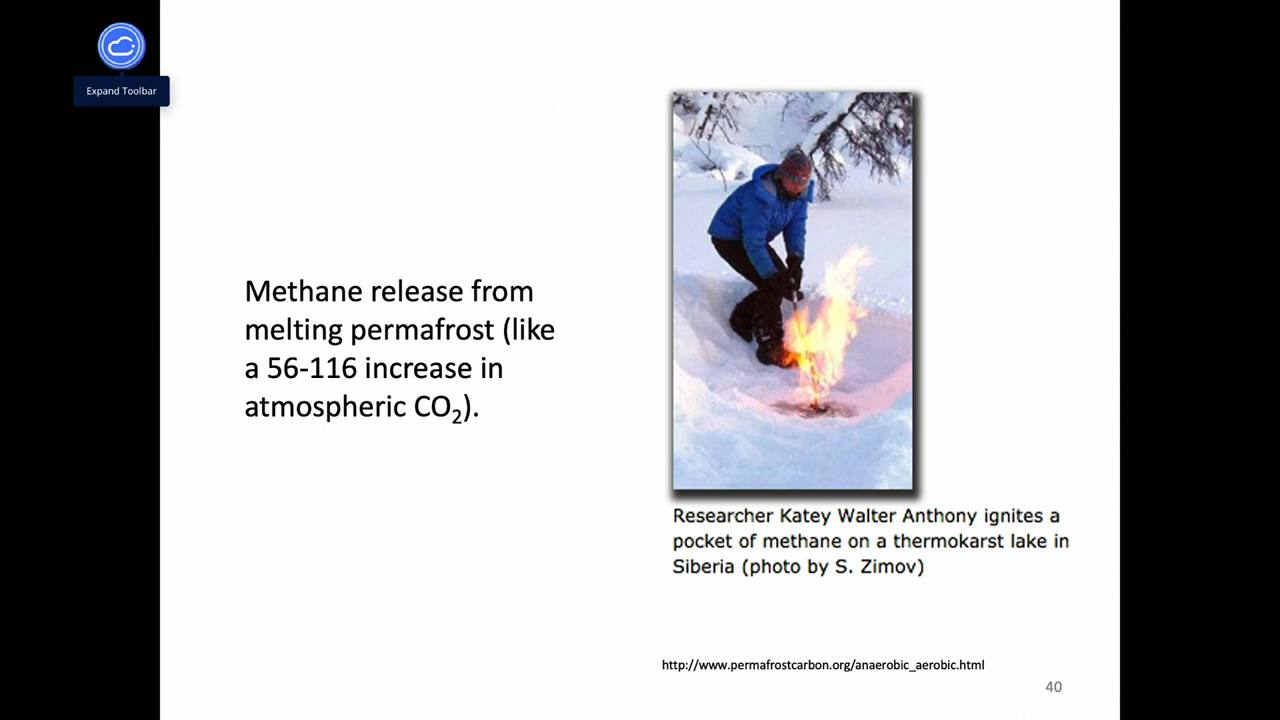 Expand Toolbar
Methane release from
melting permafrost (like
a 56-116 increase in
atmospheric CO₂).
Researcher Katey Walter Anthony ignites a
pocket of methane on a thermokarst lake in
Siberia (photo by S. Zimov)
http://www.permafrostcarbon.org/anaerobic_aerobic.html
40